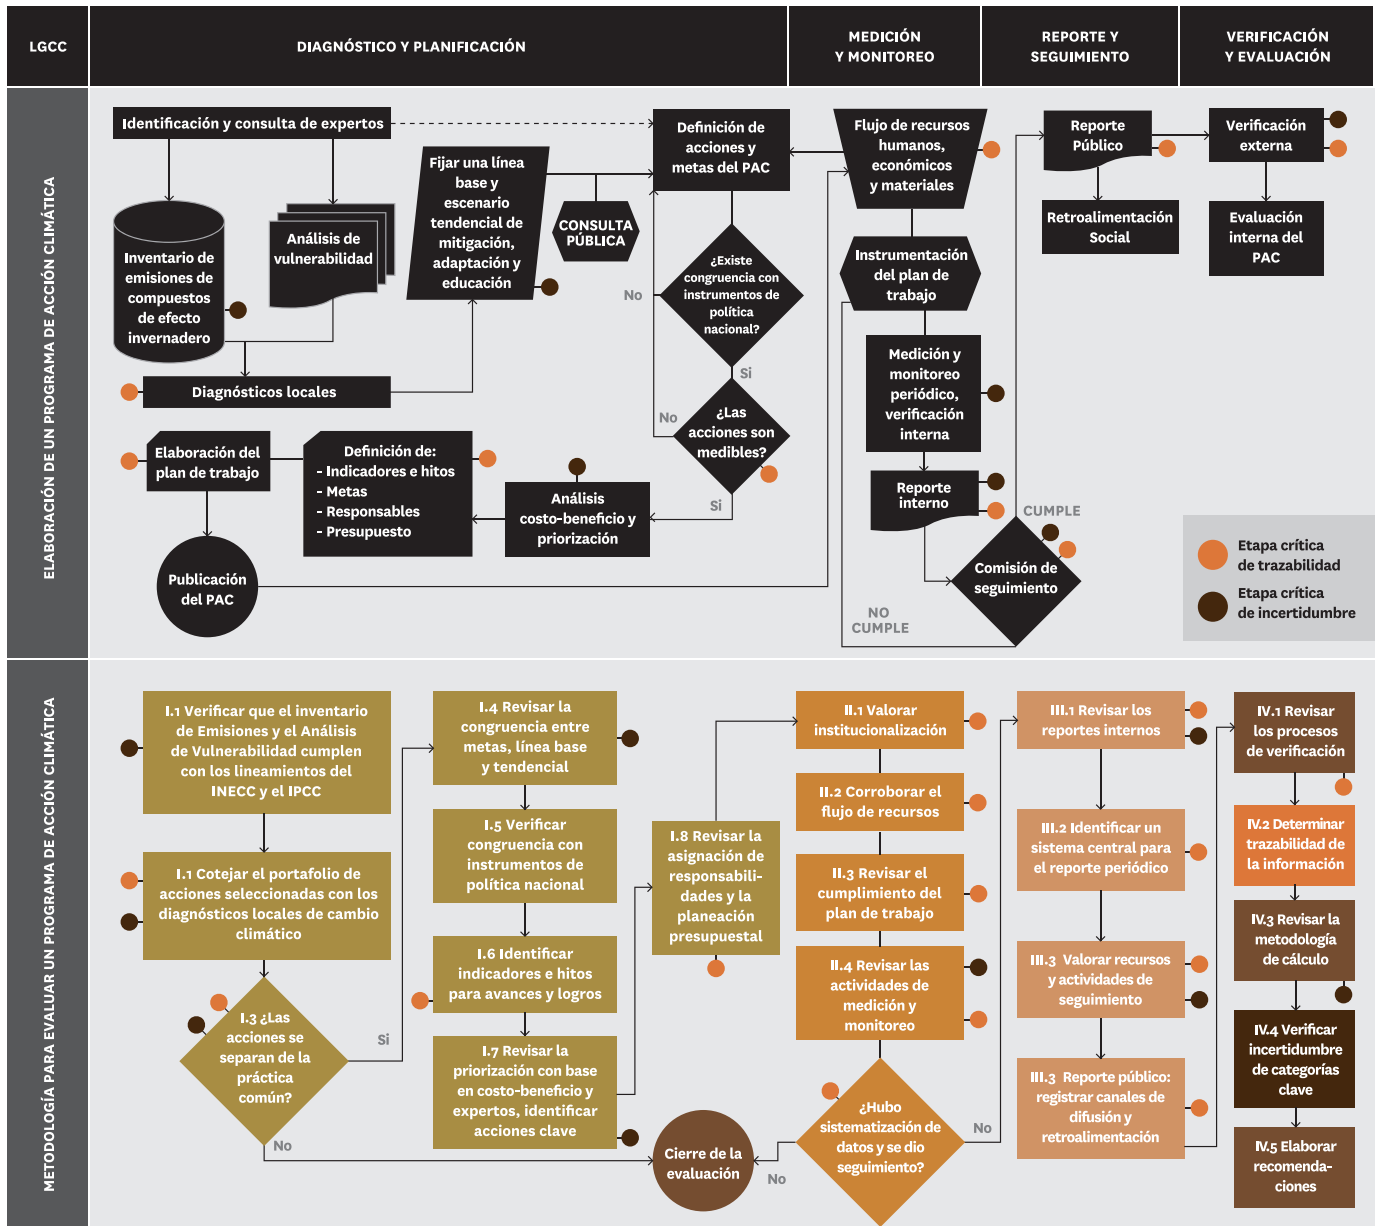 LGCC
DIAGNÓSTICO Y PLANIFICACIÓN
MEDICIÓN
Y MONITOREO
REPORTE Y
SEGUIMIENTO
VERIFICACIÓN
Y EVALUACIÓN
ELABORACIÓN DE UN PROGRAMA DE ACCIÓN CLIMÁTICA
Identificación y consulta de expertos
Inventario de
emisiones de
compuestos
de efecto
invernadero
Análisis de
vulnerabilidad
Diagnósticos locales
Fijar una línea
base y
escenario
tendencial de
mitigación,
adaptación y
educación
CONSULTA
PÚBLICA
Definición de
acciones y
metas del PAC
¿Existe
congruencia con
instrumentos de
política
nacional?
No
Si
¿Las
acciones son
medibles?
No
Si
Análisis
costo-beneficio y
priorización
Definición de:
- Indicadores e hitos
- Metas
- Responsables
- Presupuesto
Elaboración del
plan de trabajo
Publicación
del PAC
Flujo de recursos
humanos,
económicos
y materiales
Instrumentación
del plan de
trabajo
Medición y
monitoreo
periódico,
verificación
interna
Reporte
interno
Comisión de
seguimiento
CUMPLE
NO
CUMPLE
Reporte
Público
Retroalimentación
Social
Verificación
externa
Evaluación
interna del
PAC
Etapa crítica
de trazabilidad
Etapa crítica
de incertidumbre
METODOLOGÍA PARA EVALUAR UN PROGRAMA DE ACCIÓN CLIMÁTICA
I.1 Verificar que el inventario
de Emisiones y el Análisis
de Vulnerabilidad cumplen
con los lineamientos del
INECC y el IPCC
I.1 Cotejar el portafolio de
acciones seleccionadas con los
diagnósticos locales de cambio
climático
I.3 ¿Las
acciones se
separan de la
práctica
común?
Si
No
I.4 Revisar la
congruencia entre
metas, línea base
y tendencial
I.5 Verificar
congruencia con
instrumentos de
política nacional
I.6 Identificar
indicadores e hitos
para avances y logros
I.7 Revisar la
priorización con base
en costo-beneficio y
expertos, identificar
acciones clave
I.8 Revisar la
asignación de
responsabili-
dades y la
planeación
presupuestal
Cierre de la
evaluación
II.1 Valorar
institucionalización
II.2 Corroborar el
flujo de recursos
II.3 Revisar el
cumplimiento del
plan de trabajo
II.4 Revisar las
actividades de
medición y
monitoreo
¿Hubo
sistematización de
datos y se dio
seguimiento?
No
No
III.1 Revisar los
reportes internos
III.2 Identificar un
sistema central para
el reporte periódico
III.3 Valorar recursos
y actividades de
seguimiento
III.3 Reporte público:
registrar canales de
difusión y
retroalimentación
IV.1 Revisar
los procesos de
verificación
IV.2 Determinar
trazabilidad de
la información
IV.3 Revisar la
metodología
de cálculo
IV.4 Verificar
incertidumbre
de categorías
clave
IV.5 Elaborar
recomenda-
ciones